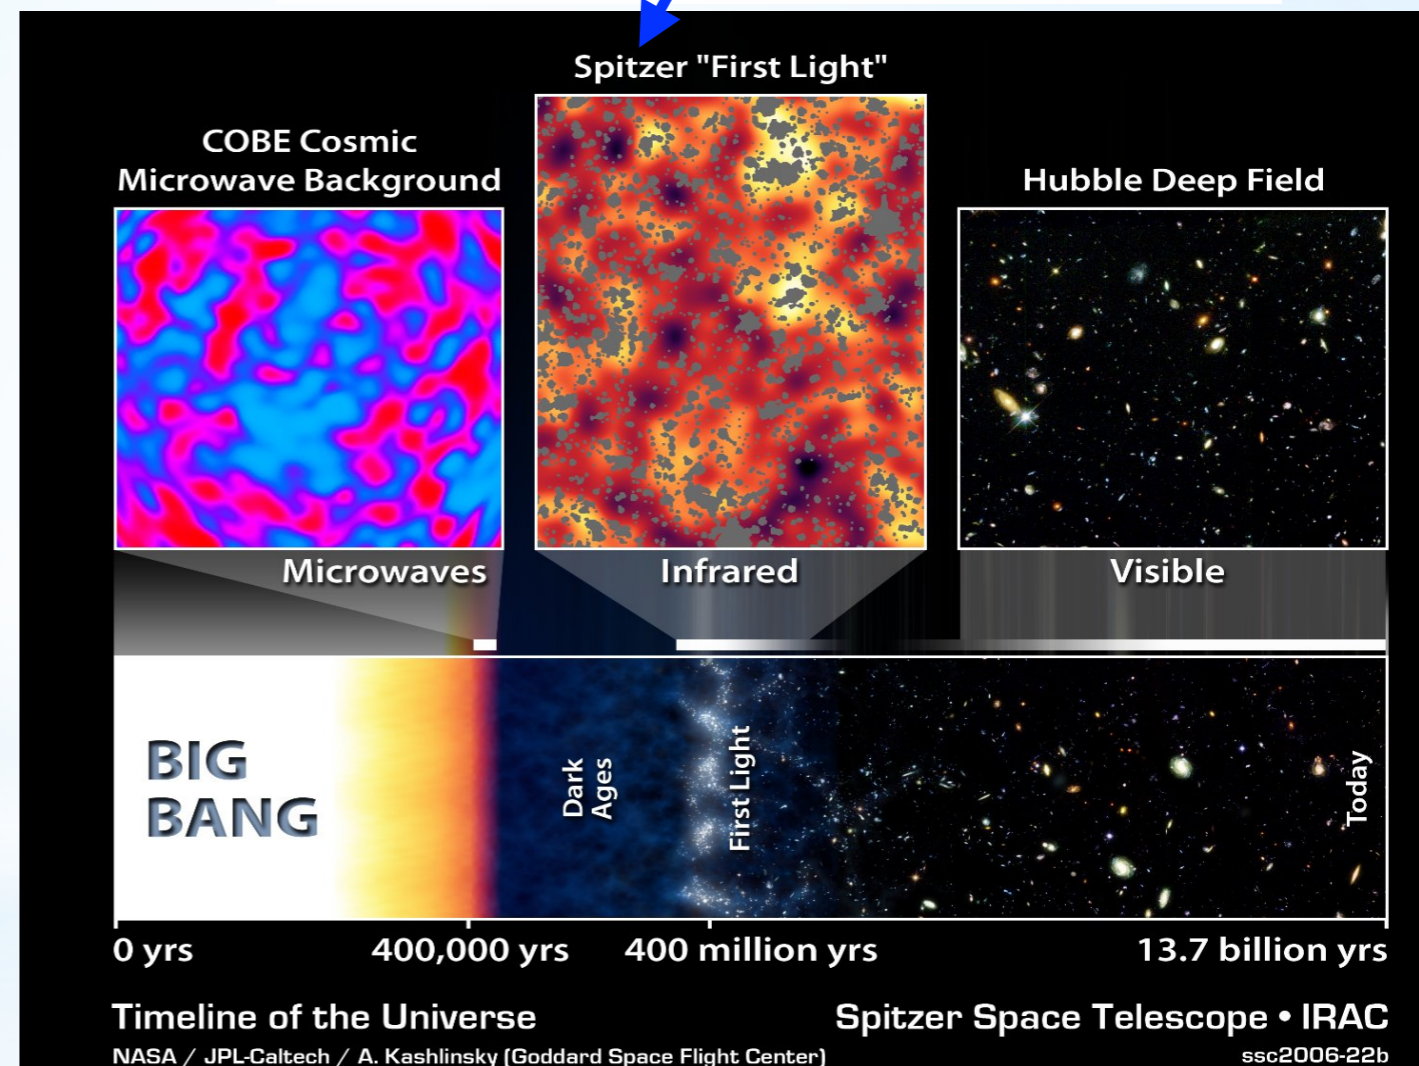 Spitzer "First Light"
COBE Cosmic
Microwave Background
Hubble Deep Field
Microwaves
Infrared
Visible
BIG
BANG
Dark
Ages
First Light
Today
0 yrs
400,000 yrs
400 million yrs
13.7 billion yrs
Timeline of the Universe
Spitzer Space Telescope • IRAC
NASA / JPL-Caltech / A. Kashlinsky (Goddard Space Flight Center)
ssc2006-22b